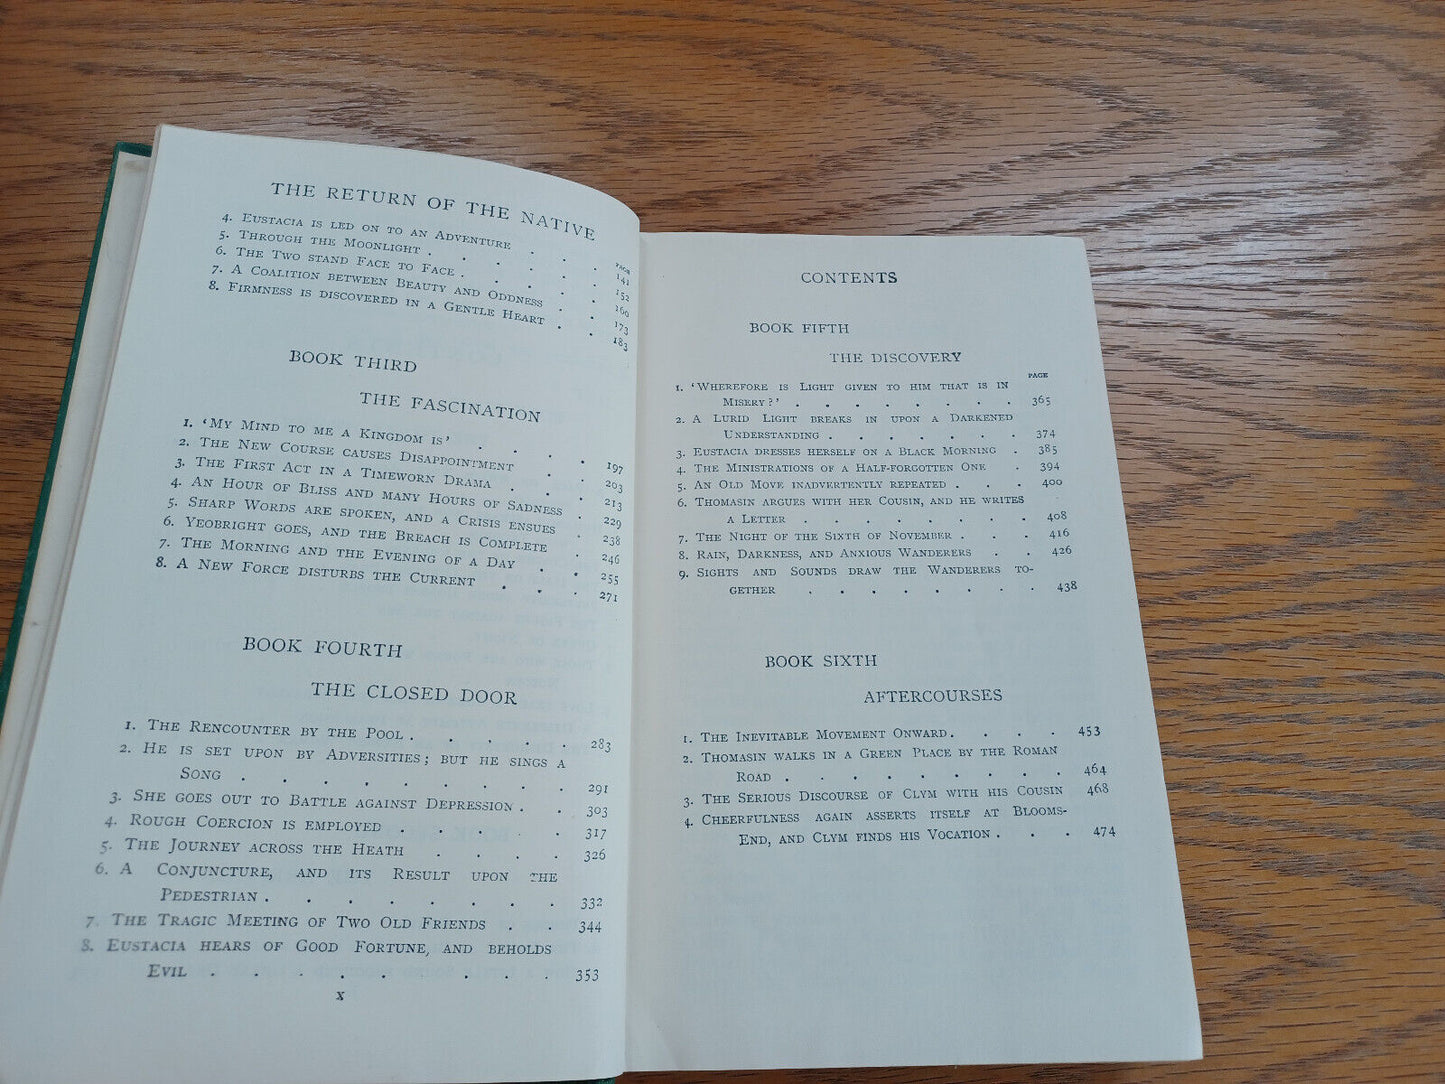 THE RETURN OF THE NATIVE
PAGE
4. EUSTACIA IS LED ON TO AN ADVENTURE . . . 141
5. THROUGH THE MOONLIGHT . . . . . . 152
6. THE TWO STAND FACE TO FACE . . . . . 160
7. A COALITION BETWEEN BEAUTY AND ODDNESS . . 173
8. FIRMNESS IS DISCOVERED IN A GENTLE HEART . . 183
BOOK THIRD
THE FASCINATION
1. ‘MY MIND TO ME A KINGDOM IS’ . . . . 197
2. THE NEW COURSE CAUSES DISAPPOINTMENT . . 203
3. THE FIRST ACT IN A TIMEWORN DRAMA . . . 213
4. AN HOUR OF BLISS AND MANY HOURS OF SADNESS . 229
5. SHARP WORDS ARE SPOKEN, AND A CRISIS ENSUES . 238
6. YEOBRIGHT GOES, AND THE BREACH IS COMPLETE . 246
7. THE MORNING AND THE EVENING OF A DAY . . 255
8. A NEW FORCE DISTURBS THE CURRENT . . . 271
BOOK FOURTH
THE CLOSED DOOR
1. THE RENCOUNTER BY THE POOL . . . . . 283
2. HE IS SET UPON BY ADVERSITIES; BUT HE SINGS A
SONG . . . . . . . . . 291
3. SHE GOES OUT TO BATTLE AGAINST DEPRESSION . . 303
4. ROUGH COERCION IS EMPLOYED . . . . . 317
5. THE JOURNEY ACROSS THE HEATH . . . . 326
6. A CONJUNCTURE, AND ITS RESULT UPON THE
PEDESTRIAN . . . . . . . . 332
7. THE TRAGIC MEETING OF TWO OLD FRIENDS . . 344
8. EUSTACIA HEARS OF GOOD FORTUNE, AND BEHOLDS
EVIL . . . . . . . . . 353
x
CONTENTS
BOOK FIFTH
THE DISCOVERY
PAGE
1. ‘WHEREFORE IS LIGHT GIVEN TO HIM THAT IS IN
MISERY?’ . . . . . . . . 365
2. A LURID LIGHT BREAKS IN UPON A DARKENED
UNDERSTANDING . . . . . . . 374
3. EUSTACIA DRESSES HERSELF ON A BLACK MORNING . 385
4. THE MINISTRATIONS OF A HALF-FORGOTTEN ONE . 394
5. AN OLD MOVE INADVERTENTLY REPEATED . . . 400
6. THOMASIN ARGUES WITH HER COUSIN, AND HE WRITES
A LETTER . . . . . . . . 408
7. THE NIGHT OF THE SIXTH OF NOVEMBER . . . 416
8. RAIN, DARKNESS, AND ANXIOUS WANDERERS . . 426
9. SIGHTS AND SOUNDS DRAW THE WANDERERS TO-
GETHER . . . . . . . . 438
BOOK SIXTH
AFTERCOURSES
1. THE INEVITABLE MOVEMENT ONWARD . . . . 453
2. THOMASIN WALKS IN A GREEN PLACE BY THE ROMAN
ROAD . . . . . . . . . 464
3. THE SERIOUS DISCOURSE OF CLYM WITH HIS COUSIN 468
4. CHEERFULNESS AGAIN ASSERTS ITSELF AT BLOOMS-
END, AND CLYM FINDS HIS VOCATION . . . 474